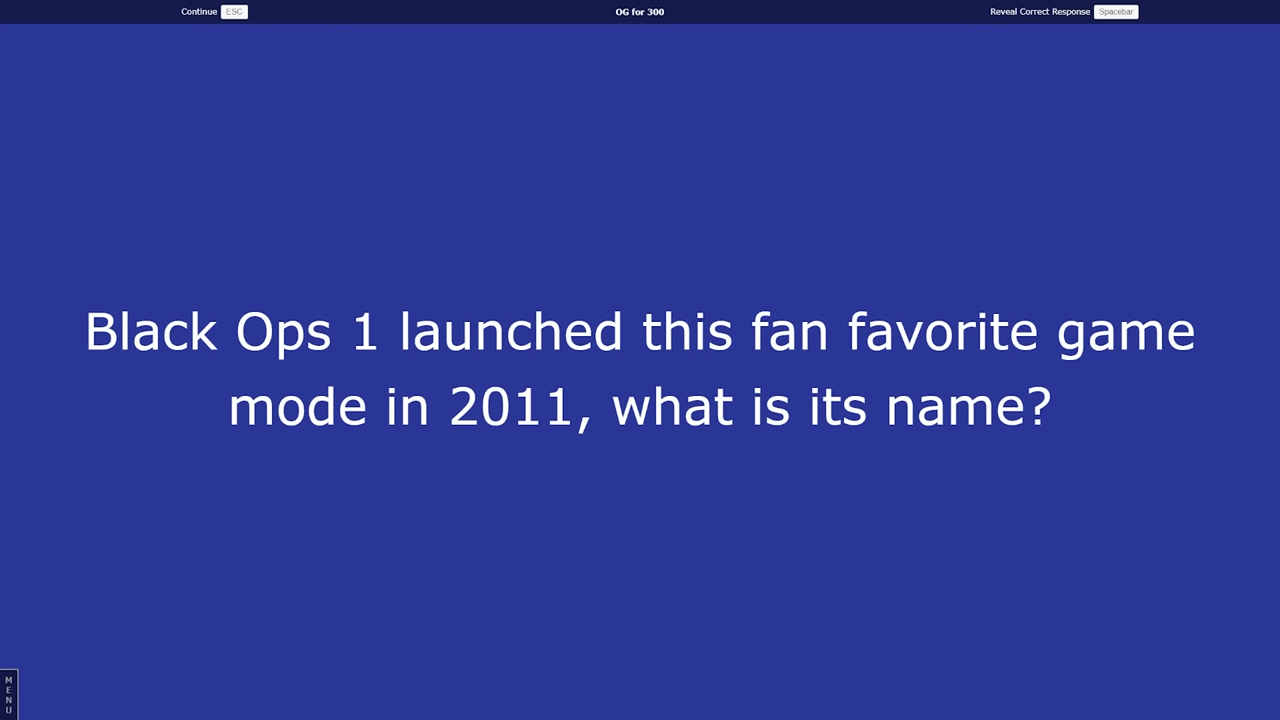 Continue ESC OG for 300 Reveal Correct Response Spacebar
Black Ops 1 launched this fan favorite game
mode in 2011, what is its name?
MENU